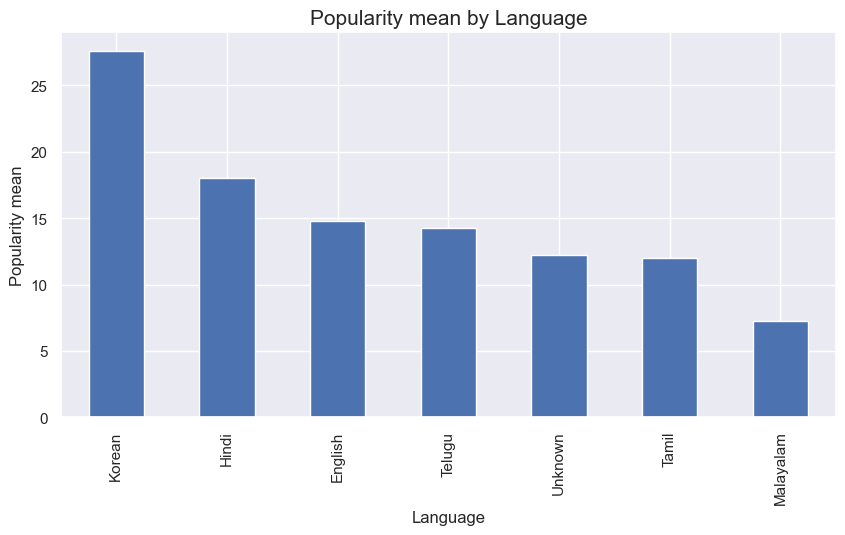 Popularity mean by Language
Popularity mean
25
20
15
10
5
0
Korean
Hindi
English
Telugu
Unknown
Tamil
Malayalam
Language